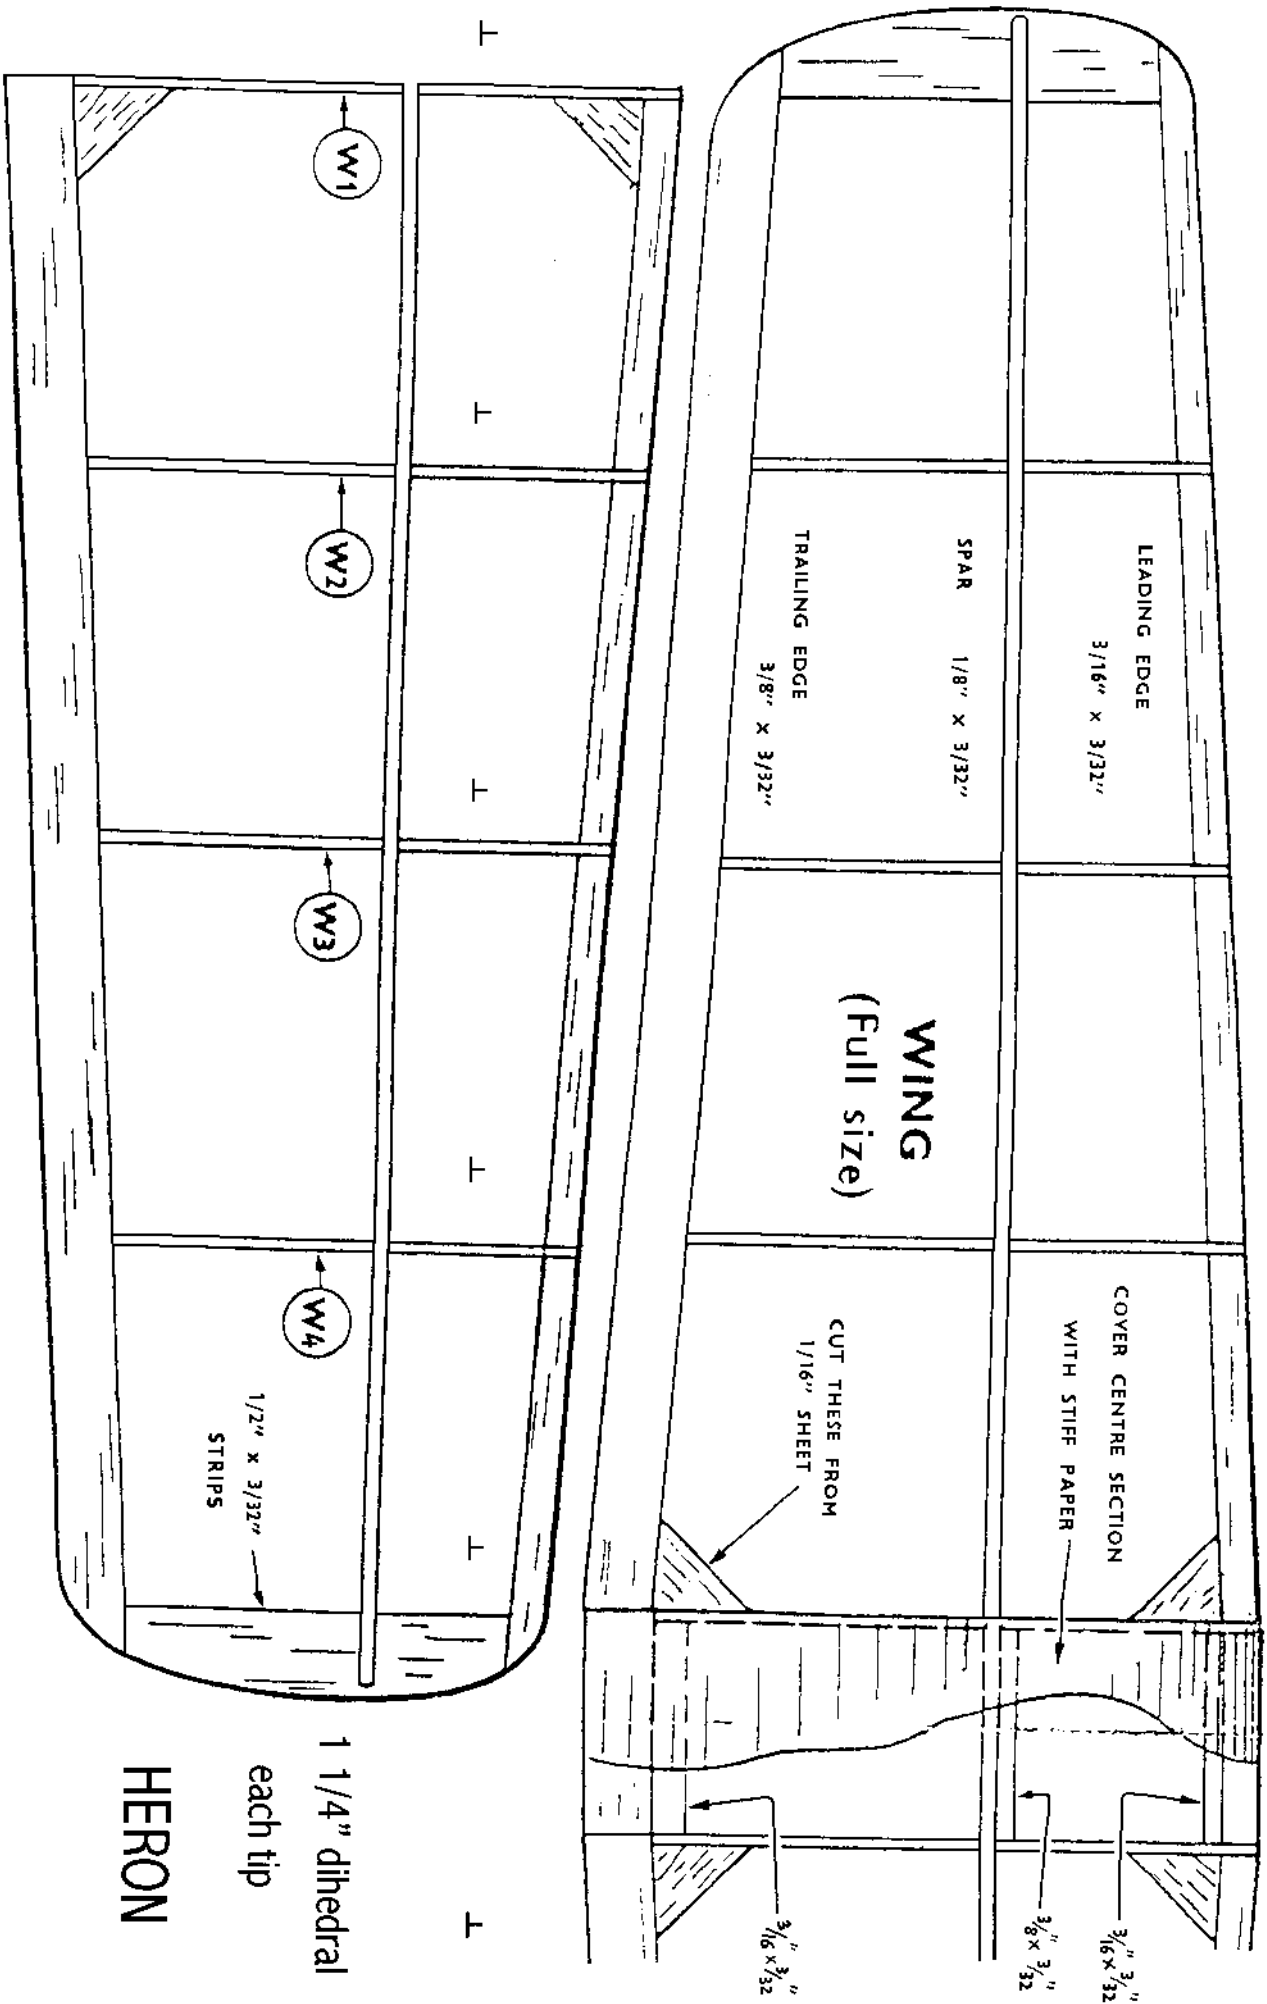 LEADING EDGE
3/16" x 3/32"
SPAR 1/8" x 3/32"
TRAILING EDGE
3/8" x 3/32"
WING
(Full size)
COVER CENTRE SECTION
WITH STIFF PAPER
CUT THESE FROM
1/16" SHEET
3/16" x 3/32"
3/8" x 3/32"
3/16" x 3/32"
W1
W2
W3
W4
1/2" x 3/32"
STRIPS
T
T
T
T
T
T
1 1/4" dihedral
each tip
HERON